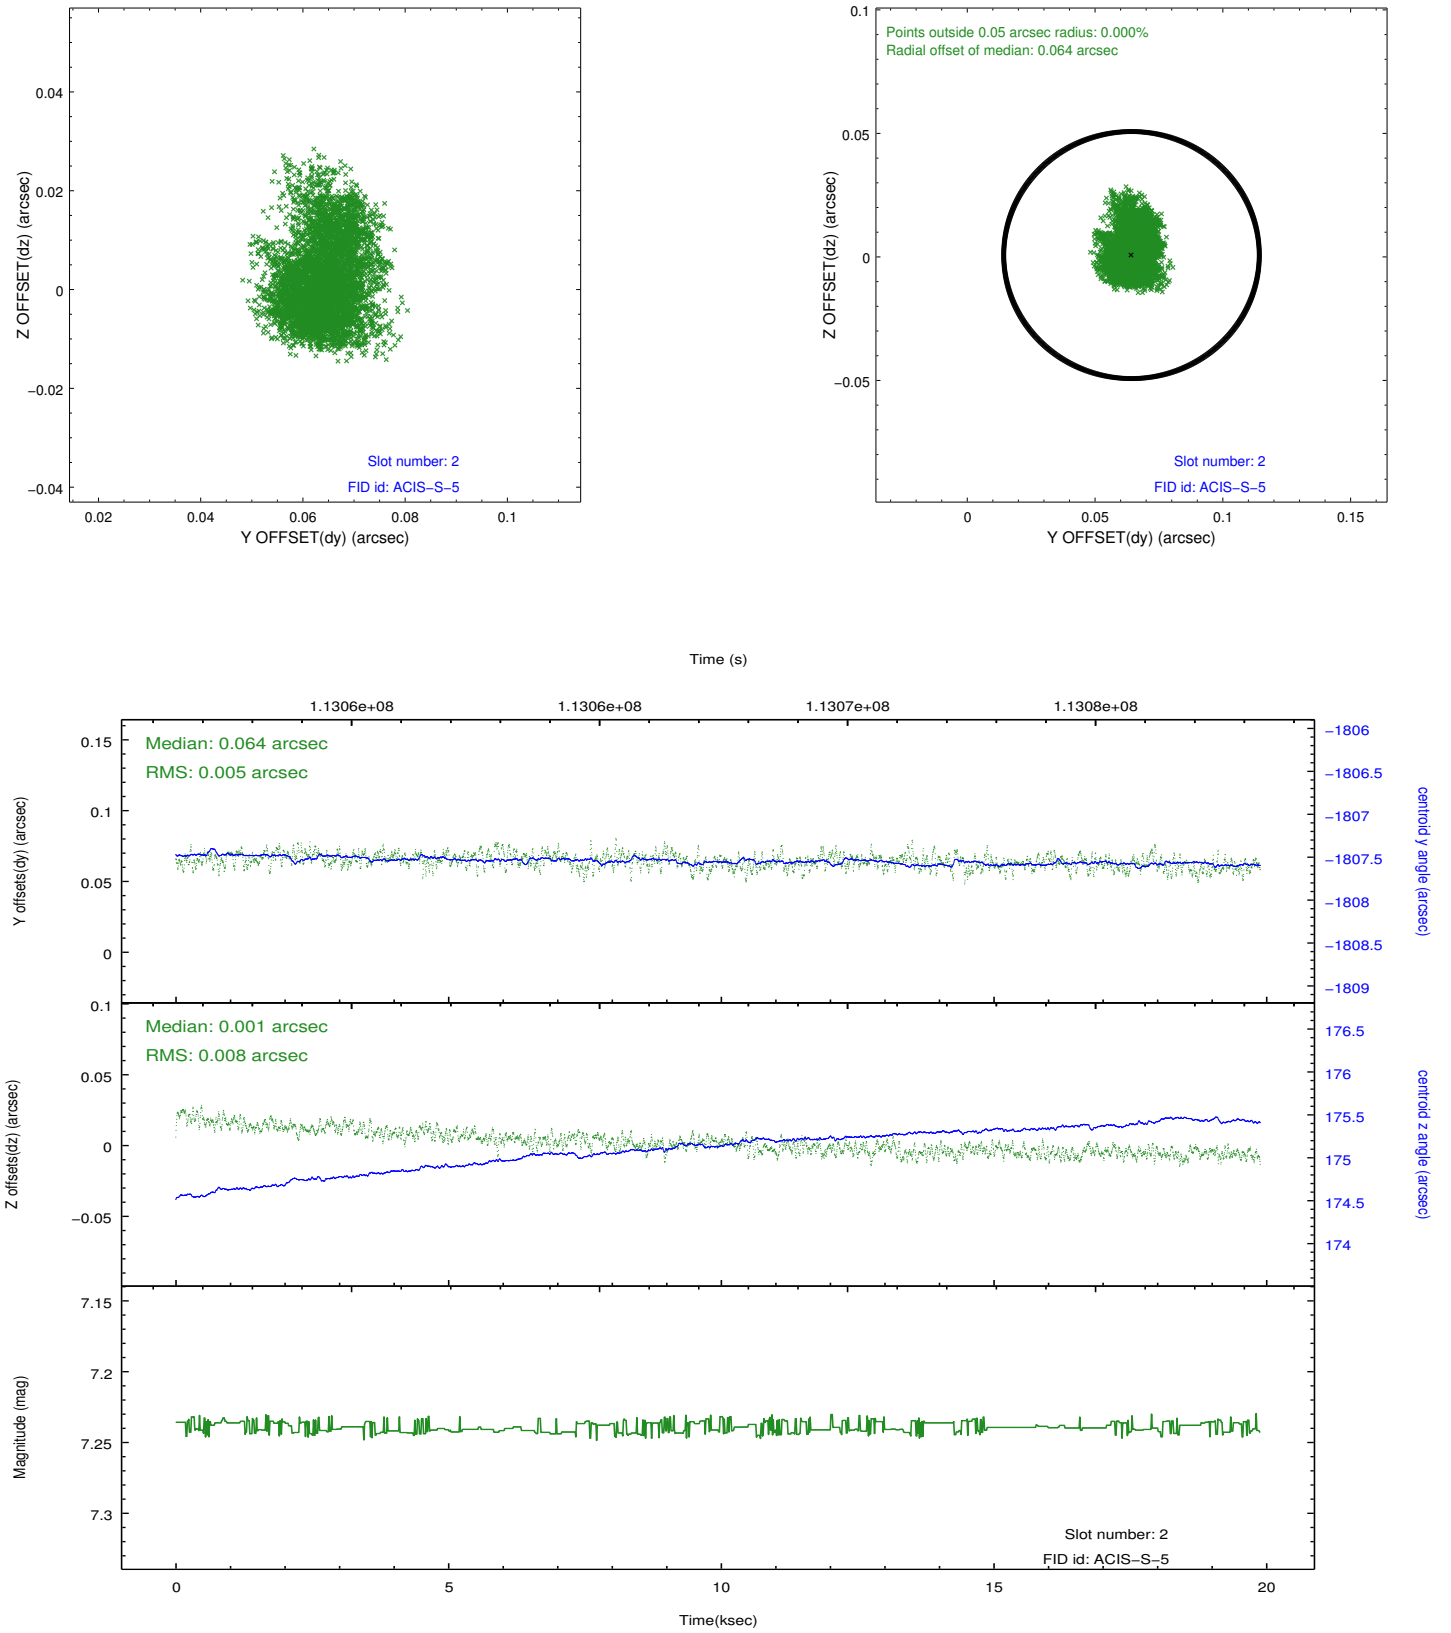 0.04
0.02
0
−0.02
−0.04
Z OFFSET(dz) (arcsec)
Slot number: 2
FID id: ACIS−S−5
0.02 0.04 0.06 0.08 0.1
Y OFFSET(dy) (arcsec)
Points outside 0.05 arcsec radius: 0.000%
Radial offset of median: 0.064 arcsec
0.1
0.05
0
−0.05
Z OFFSET(dz) (arcsec)
Slot number: 2
FID id: ACIS−S−5
0 0.05 0.1 0.15
Y OFFSET(dy) (arcsec)
Time (s)
1.1306e+08 1.1306e+08 1.1307e+08 1.1308e+08
Median: 0.064 arcsec
RMS: 0.005 arcsec
0.15
0.1
0.05
0
Y offsets(dy) (arcsec)
−1806
−1806.5
−1807
−1807.5
−1808
−1808.5
−1809
centroid y angle (arcsec)
Median: 0.001 arcsec
RMS: 0.008 arcsec
0.1
0.05
0
−0.05
Z offsets(dz) (arcsec)
176.5
176
175.5
175
174.5
174
centroid z angle (arcsec)
7.15
7.2
7.25
7.3
Magnitude (mag)
Slot number: 2
FID id: ACIS−S−5
0 5 10 15 20
Time(ksec)